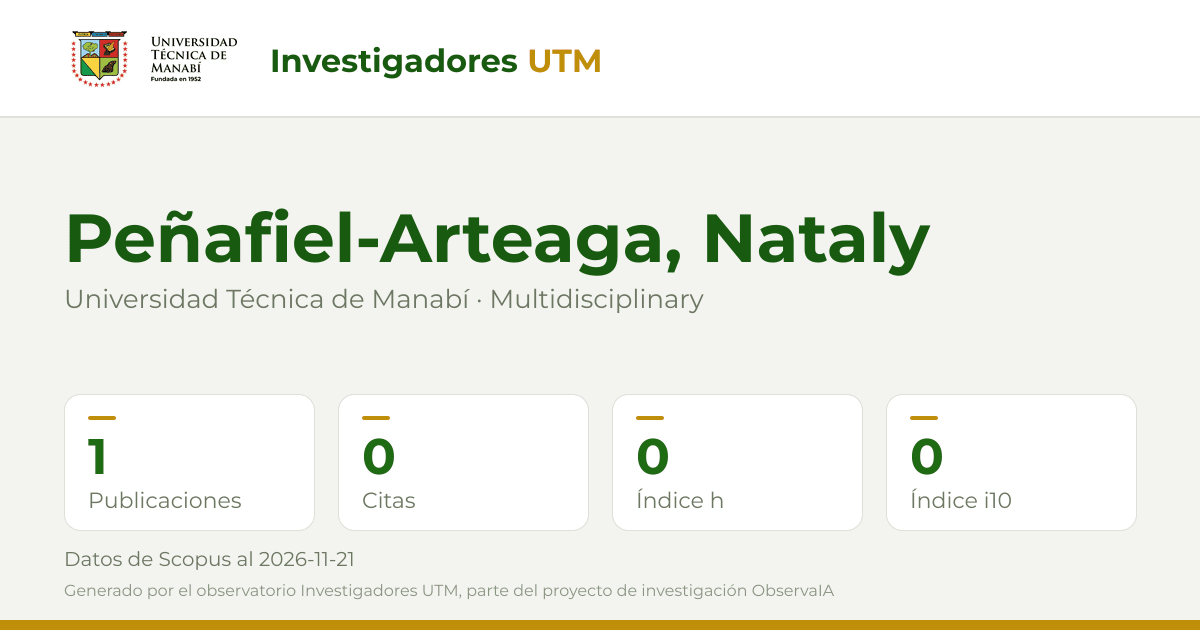 UNIVERSIDAD
TÉCNICA DE
MANABÍ
Fundada en 1952
Investigadores UTM
Peñafiel-Arteaga, Nataly
Universidad Técnica de Manabí · Multidisciplinary
1
Publicaciones
0
Citas
0
Índice h
0
Índice i10
Datos de Scopus al 2026-11-21
Generado por el observatorio Investigadores UTM, parte del proyecto de investigación ObservaIA